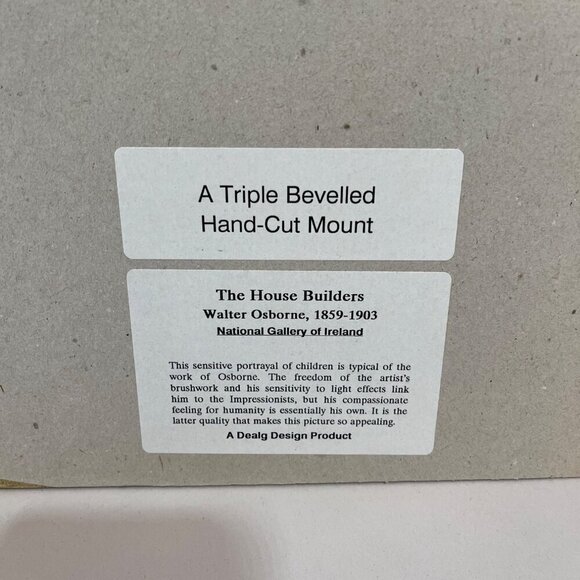 A Triple Bevelled
Hand-Cut Mount
The House Builders
Walter Osborne, 1859-1903
National Gallery of Ireland
This sensitive portrayal of children is typical of the
work of Osborne. The freedom of the artist's
brushwork and his sensitivity to light effects link
him to the Impressionists, but his compassionate
feeling for humanity is essentially his own. It is the
latter quality that makes this picture so appealing.
A Dealg Design Product